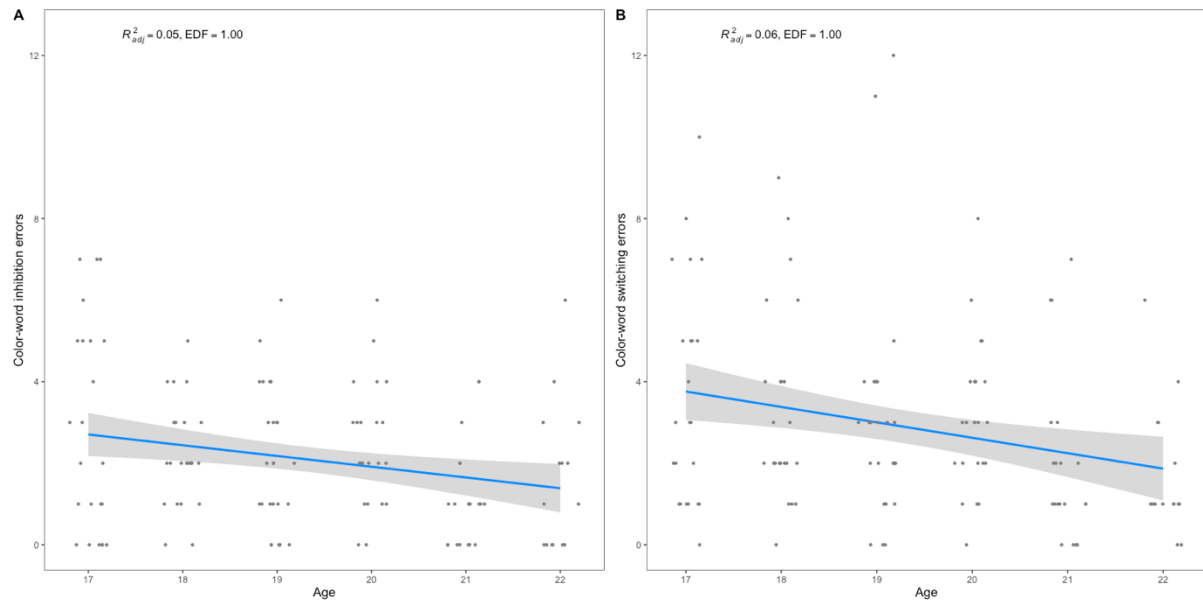 A
R²adj = 0.05, EDF = 1.00
12
8
4
0
Color-word inhibition errors
17 18 19 20 21 22
Age
B
R²adj = 0.06, EDF = 1.00
12
8
4
0
Color-word switching errors
17 18 19 20 21 22
Age